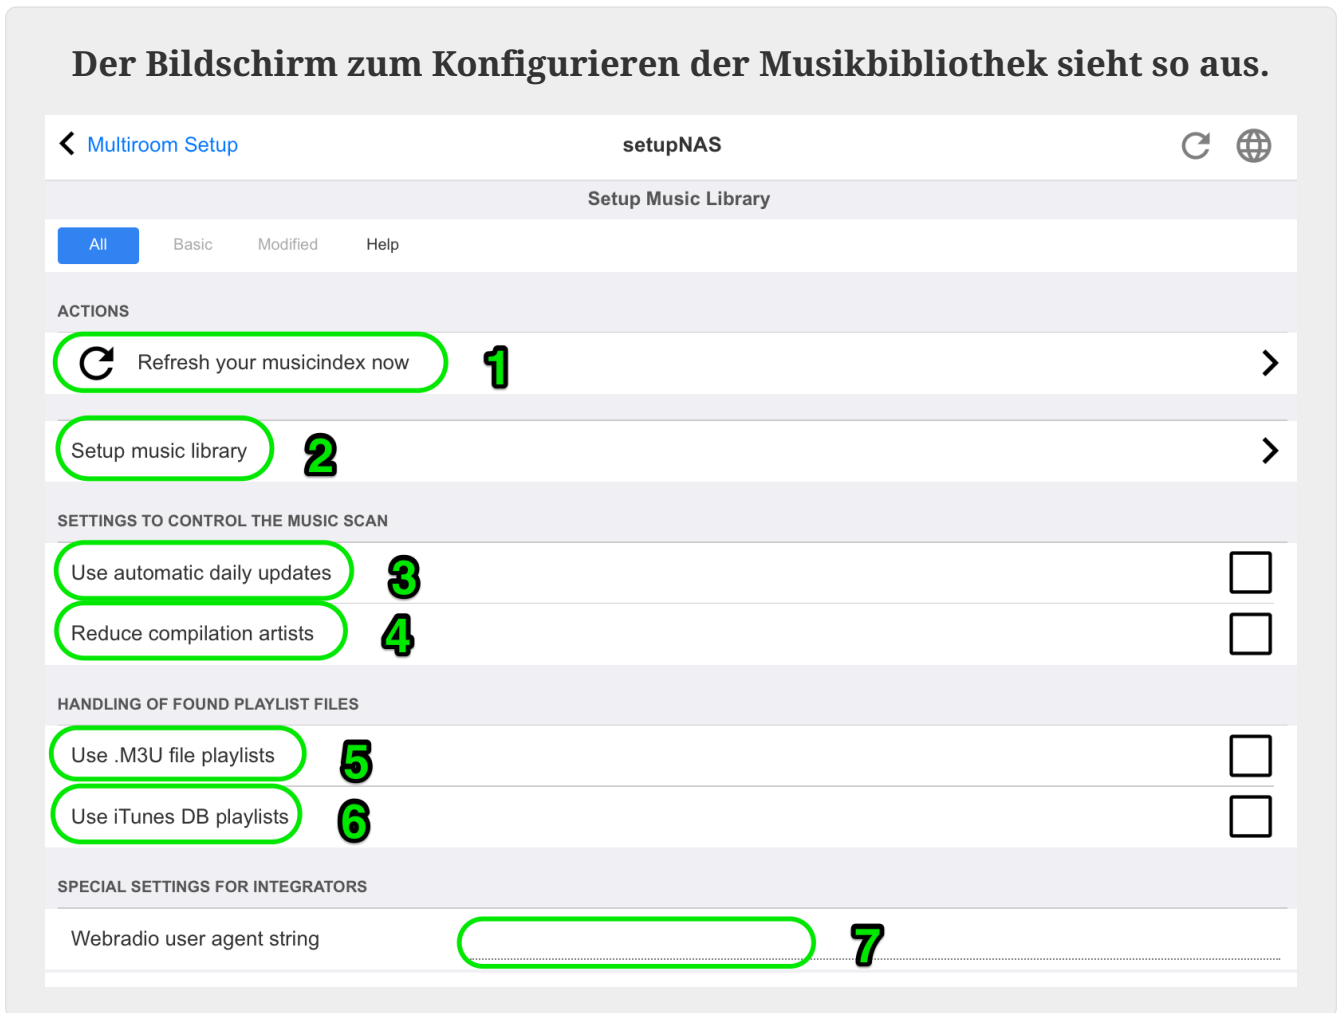 Der Bildschirm zum Konfigurieren der Musikbibliothek sieht so aus.
Multiroom Setup
setupNAS
Setup Music Library
All
Basic
Modified
Help
ACTIONS
Refresh your musicindex now
1
Setup music library
2
SETTINGS TO CONTROL THE MUSIC SCAN
Use automatic daily updates
3
Reduce compilation artists
4
HANDLING OF FOUND PLAYLIST FILES
Use .M3U file playlists
5
Use iTunes DB playlists
6
SPECIAL SETTINGS FOR INTEGRATORS
Webradio user agent string
7